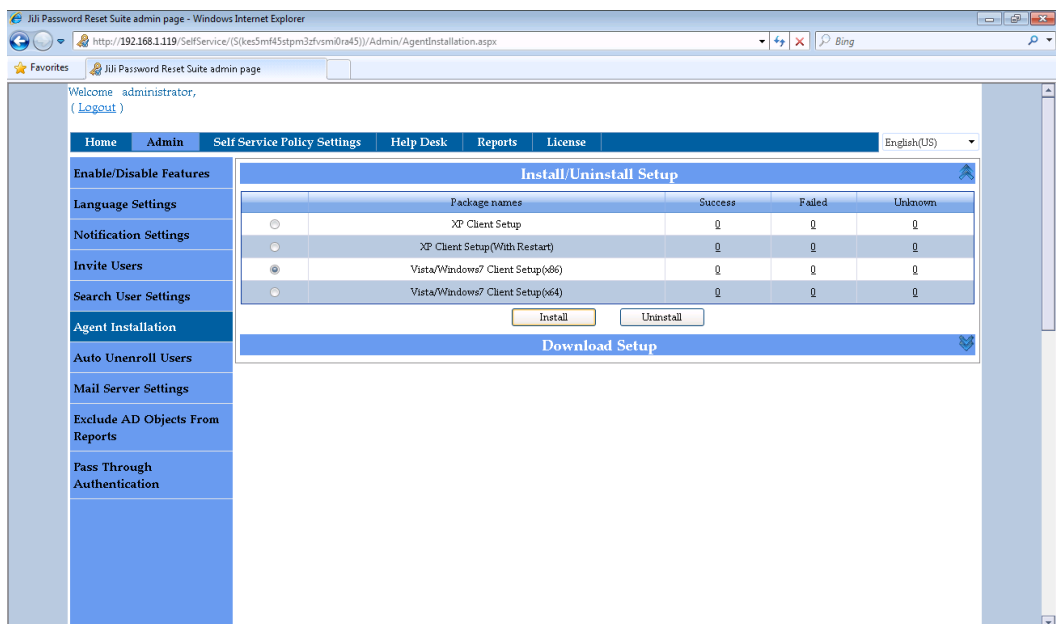 JiJi Password Reset Suite admin page - Windows Internet Explorer
http://192.168.1.119/SelfService/(S(kes5mf45stpm3zfvsmi0ra45))/Admin/AgentInstallation.aspx
Bing
Favorites
JiJi Password Reset Suite admin page
Welcome administrator,
( Logout )
Home Admin Self Service Policy Settings Help Desk Reports License English(US)
Enable/Disable Features
Language Settings
Notification Settings
Invite Users
Search User Settings
Agent Installation
Auto Unenroll Users
Mail Server Settings
Exclude AD Objects From
Reports
Pass Through
Authentication
Install/Uninstall Setup
Package names Success Failed Unknown
XP Client Setup 0 0 0
XP Client Setup(With Restart) 0 0 0
Vista/Windows7 Client Setup(x86) 0 0 0
Vista/Windows7 Client Setup(x64) 0 0 0
Install Uninstall
Download Setup